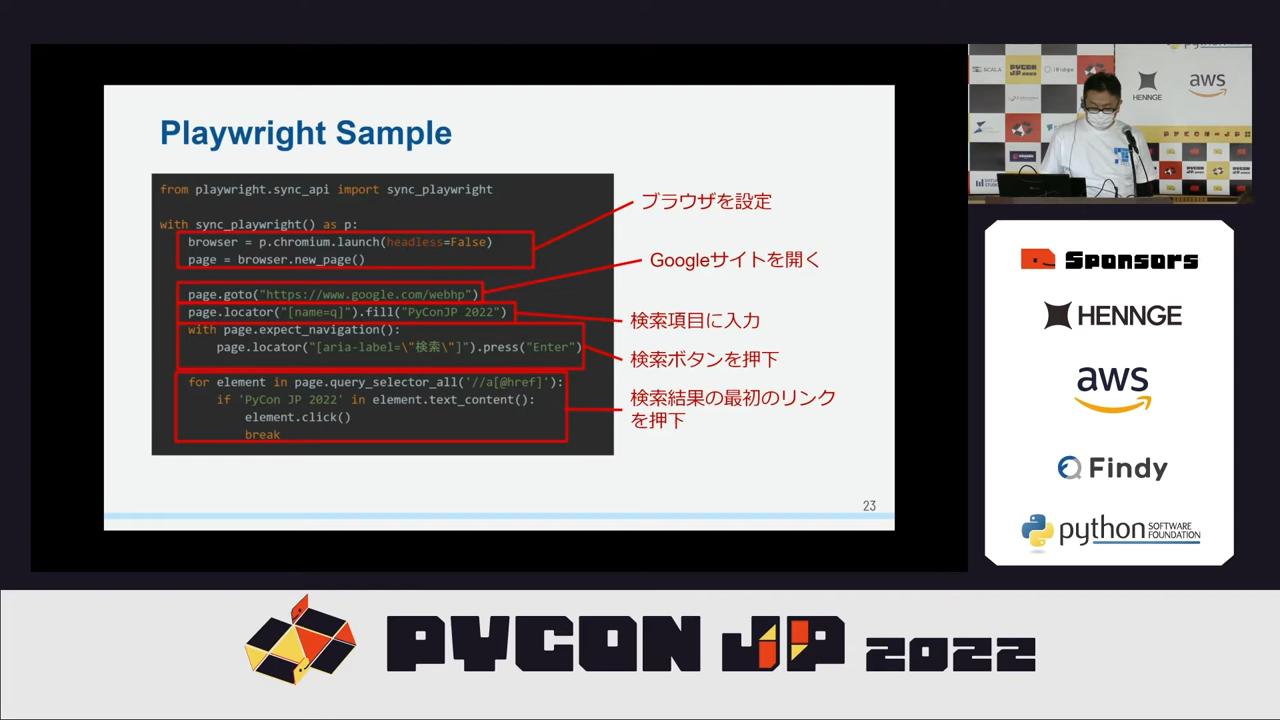 Playwright Sample
from playwright.sync_api import sync_playwright
with sync_playwright() as p:
browser = p.chromium.launch(headless=False)
page = browser.new_page()
page.goto("https://www.google.com/webhp")
page.locator("[name=q]").fill("PyConJP 2022")
with page.expect_navigation():
page.locator("[aria-label=\"検索\"]").press("Enter")
for element in page.query_selector_all('//a[@href]'):
if 'PyCon JP 2022' in element.text_content():
element.click()
break
ブラウザを設定
Googleサイトを開く
検索項目に入力
検索ボタンを押下
検索結果の最初のリンク
を押下
23
HENNGE
aws
Sponsors
HENNGE
aws
Findy
python SOFTWARE
FOUNDATION
PYCON JP 2022